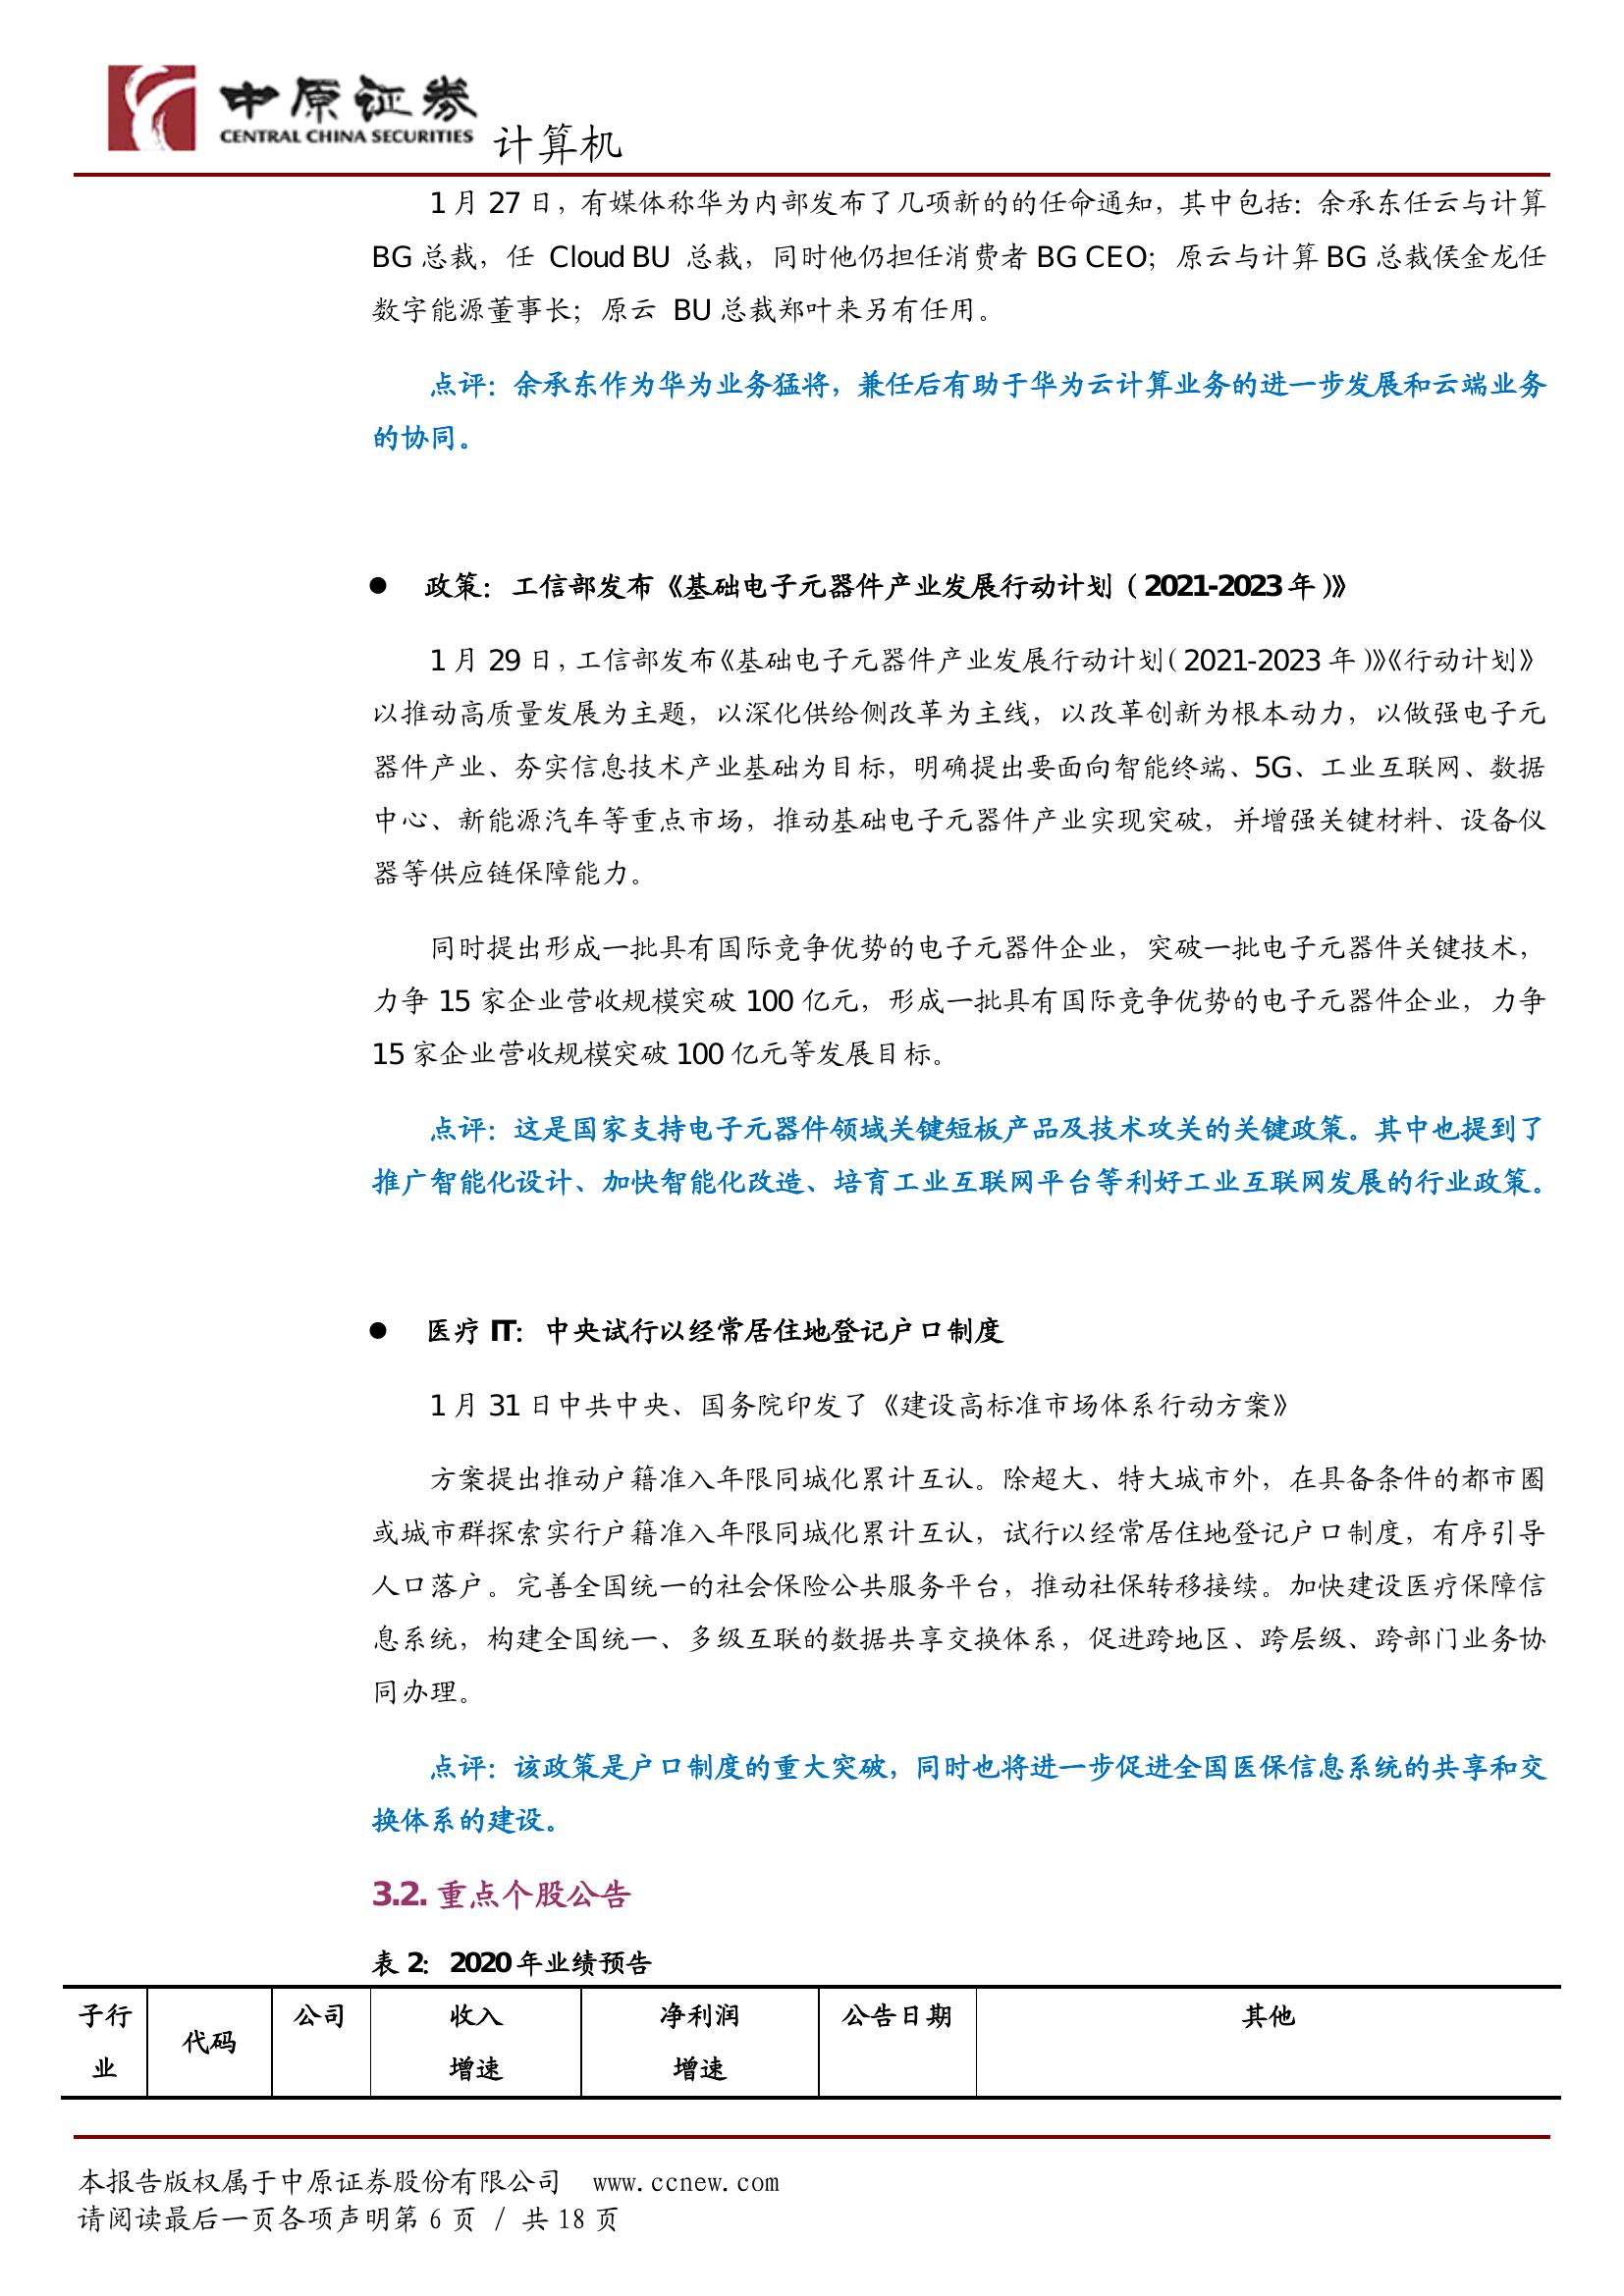 中原证券
CENTRAL CHINA SECURITIES
计算机
1 月 27 日，有媒体称华为内部发布了几项新的的任命通知，其中包括：余承东任云与计算
BG 总裁，任 Cloud BU 总裁，同时他仍担任消费者 BG CEO；原云与计算 BG 总裁侯金龙任
数字能源董事长；原云 BU 总裁郑叶来另有任用。
点评：余承东作为华为业务猛将，兼任后有助于华为云计算业务的进一步发展和云端业务
的协同。
● 政策：工信部发布《基础电子元器件产业发展行动计划（2021-2023 年）》
1 月 29 日，工信部发布《基础电子元器件产业发展行动计划（2021-2023 年）》《行动计划》
以推动高质量发展为主题，以深化供给侧改革为主线，以改革创新为根本动力，以做强电子元
器件产业、夯实信息技术产业基础为目标，明确提出要面向智能终端、5G、工业互联网、数据
中心、新能源汽车等重点市场，推动基础电子元器件产业实现突破，并增强关键材料、设备仪
器等供应链保障能力。
同时提出形成一批具有国际竞争优势的电子元器件企业，突破一批电子元器件关键技术，
力争 15 家企业营收规模突破 100 亿元，形成一批具有国际竞争优势的电子元器件企业，力争
15 家企业营收规模突破 100 亿元等发展目标。
点评：这是国家支持电子元器件领域关键短板产品及技术攻关的关键政策。其中也提到了
推广智能化设计、加快智能化改造、培育工业互联网平台等利好工业互联网发展的行业政策。
● 医疗 IT：中央试行以经常居住地登记户口制度
1 月 31 日中共中央、国务院印发了《建设高标准市场体系行动方案》
方案提出推动户籍准入年限同城化累计互认。除超大、特大城市外，在具备条件的都市圈
或城市群探索实行户籍准入年限同城化累计互认，试行以经常居住地登记户口制度，有序引导
人口落户。完善全国统一的社会保险公共服务平台，推动社保转移接续。加快建设医疗保障信
息系统，构建全国统一、多级互联的数据共享交换体系，促进跨地区、跨层级、跨部门业务协
同办理。
点评：该政策是户口制度的重大突破，同时也将进一步促进全国医保信息系统的共享和交
换体系的建设。
3.2. 重点个股公告
表 2：2020 年业绩预告
子行 代码 公司 收入 净利润 公告日期 其他
业 增速 增速
本报告版权属于中原证券股份有限公司 www.ccnew.com
请阅读最后一页各项声明第 6 页 / 共 18 页